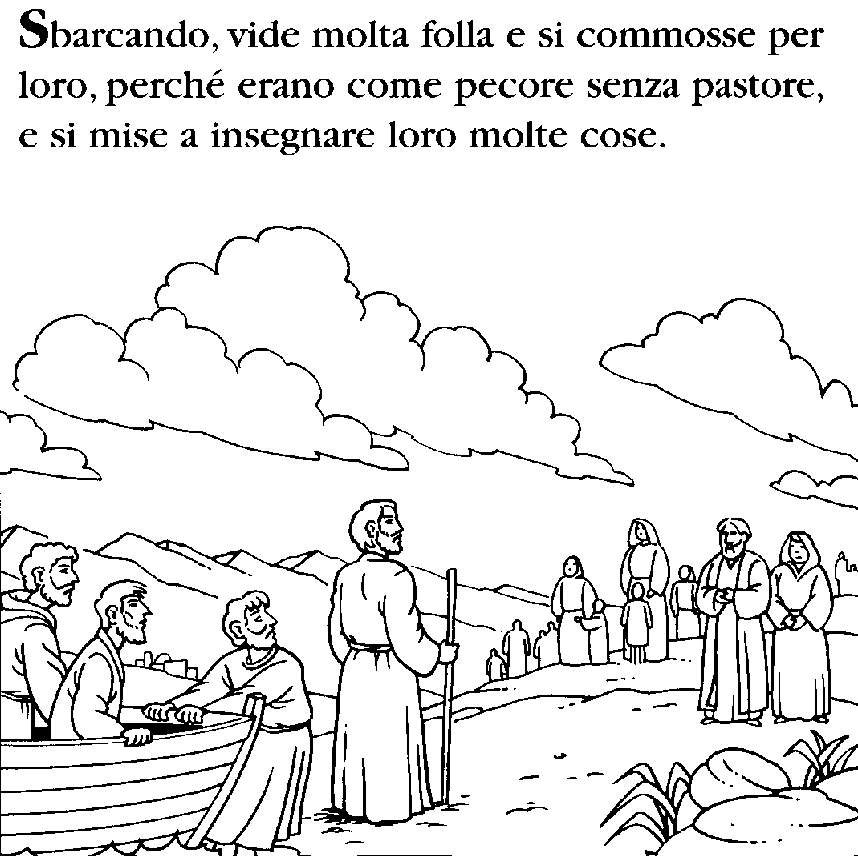 Sbarcando, vide molta folla e si commosse per
loro, perché erano come pecore senza pastore,
e si mise a insegnare loro molte cose.